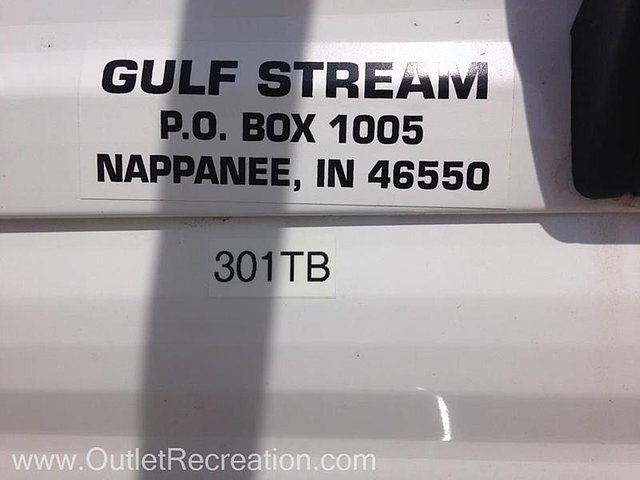 GULF STREAM
P.O. BOX 1005
NAPPANEE, IN 46550
301TB
www.OutletRecreation.com